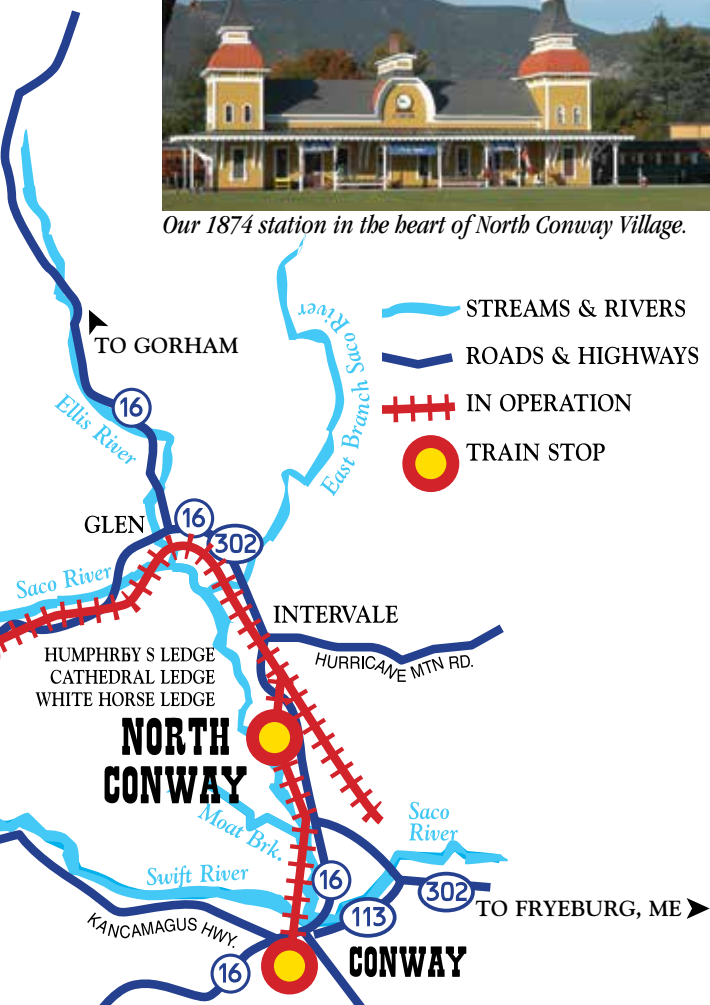 Our 1874 station in the heart of North Conway Village.
STREAMS & RIVERS
ROADS & HIGHWAYS
IN OPERATION
TRAIN STOP
TO GORHAM
16
Ellis River
East Branch Saco River
GLEN
16
302
Saco River
INTERVALE
HURRICANE MTN RD.
HUMPHRBY S LEDGE
CATHEDRAL LEDGE
WHITE HORSE LEDGE
NORTH
CONWAY
Moat Brk.
Saco
River
Swift River
16
302
113
TO FRYEBURG, ME
KANCAMAGUS HWY.
16
CONWAY